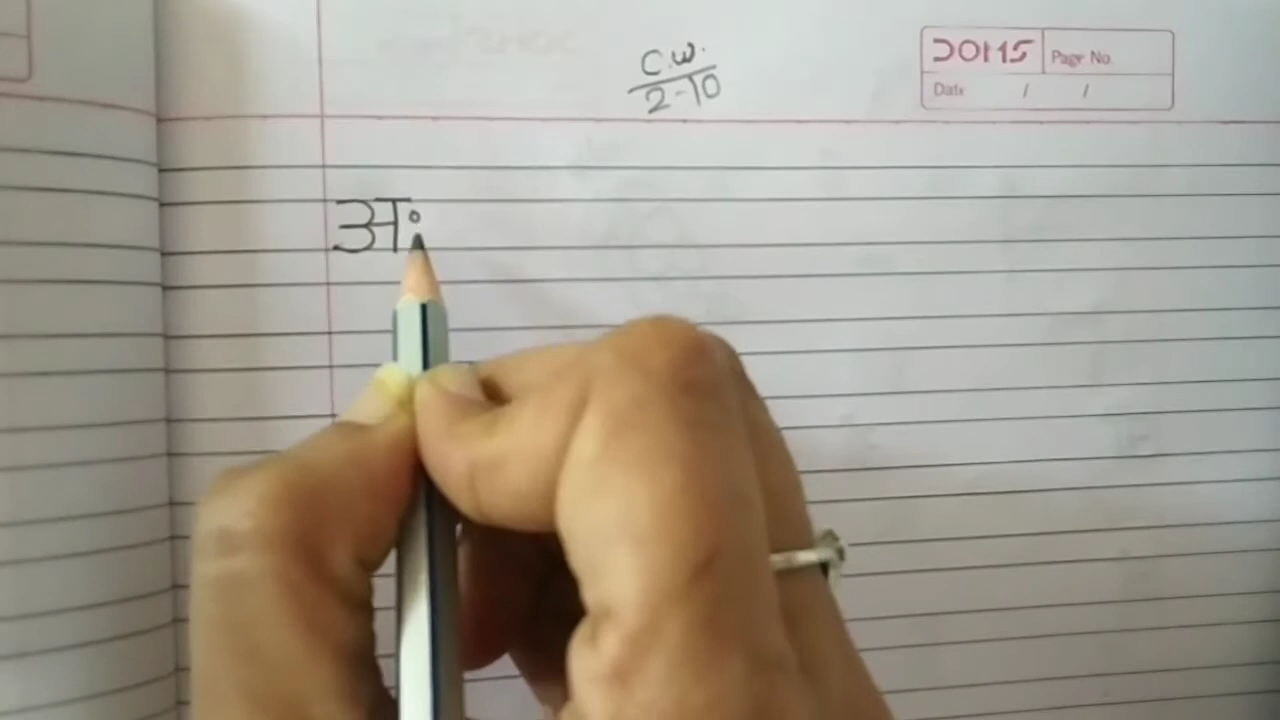 C.W.
2-10
DOMS
Page No.
Date / /
अः